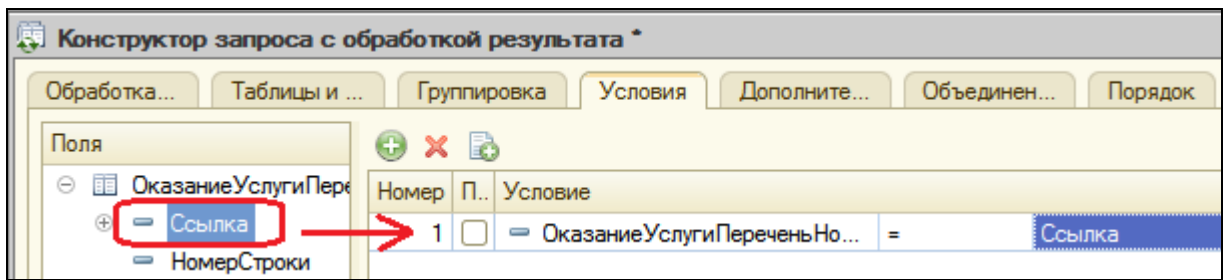 Конструктор запроса с обработкой результата *
Обработка... Таблицы и ... Группировка Условия Дополните... Объединен... Порядок
Поля
ОказаниеУслугиПере
Номер П.. Условие
Ссылка
1 ОказаниеУслугиПереченьНо... = Ссылка
НомерСтроки